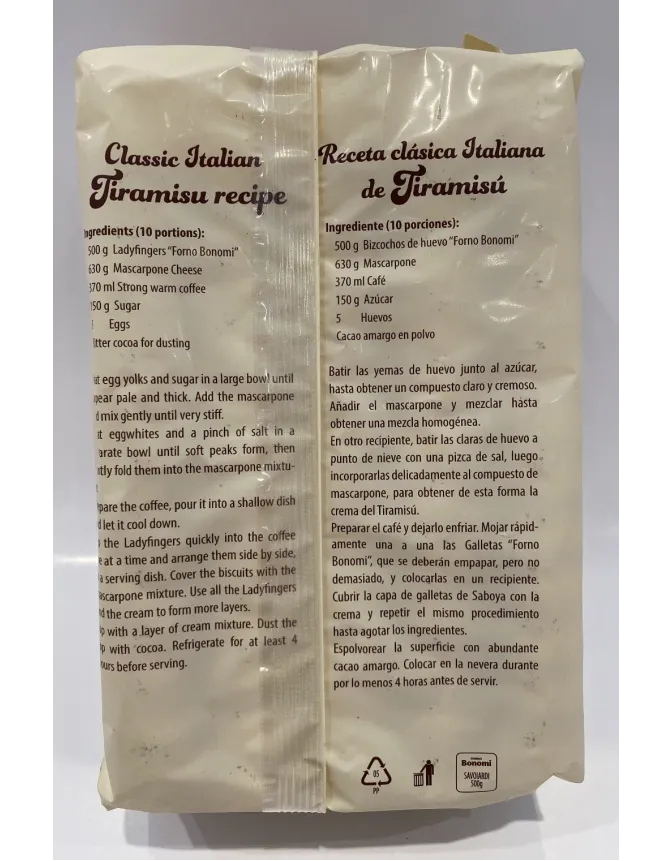 Classic Italian
Tiramisu recipe
ngredients (10 portions):
500 g Ladyfingers "Forno Bonomi"
630 g Mascarpone Cheese
370 ml Strong warm coffee
150 g Sugar
Eggs
itter cocoa for dusting
at egg yolks and sugar in a large bowl until
pear pale and thick. Add the mascarpone
d mix gently until very stiff.
t eggwhites and a pinch of salt in a
arate bowl until soft peaks form, then
tly fold them into the mascarpone mixtu-
pare the coffee, pour it into a shallow dish
d let it cool down.
the Ladyfingers quickly into the coffee
e at a time and arrange them side by side,
a serving dish. Cover the biscuits with the
ascarpone mixture. Use all the Ladyfingers
d the cream to form more layers.
p with a layer of cream mixture. Dust the
p with cocoa. Refrigerate for at least 4
ours before serving.
Receta clásica Italiana
de Tiramisú
Ingrediente (10 porciones):
500 g Bizcochos de huevo "Forno Bonomi"
630 g Mascarpone
370 ml Café
150 g Azúcar
5 Huevos
Cacao amargo en polvo
Batir las yemas de huevo junto al azúcar,
hasta obtener un compuesto claro y cremoso.
Añadir el mascarpone y mezclar hasta
obtener una mezcla homogénea.
En otro recipiente, batir las claras de huevo a
punto de nieve con una pizca de sal, luego
incorporarlas delicadamente al compuesto de
mascarpone, para obtener de esta forma la
crema del Tiramisú.
Preparar el café y dejarlo enfriar. Mojar rápid-
amente una a una las Galletas "Forno
Bonomi", que se deberán empapar, pero no
demasiado, y colocarlas en un recipiente.
Cubrir la capa de galletas de Saboya con la
crema y repetir el mismo procedimiento
hasta agotar los ingredientes.
Espolvorear la superficie con abundante
cacao amargo. Colocar en la nevera durante
por lo menos 4 horas antes de servir.
05
PP
Bonomi
SAVOIARDI
500g